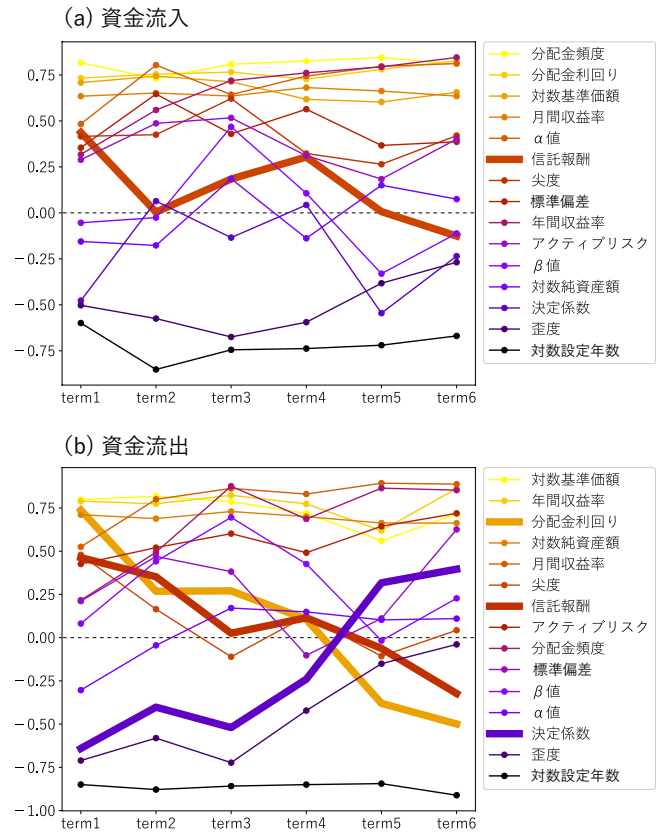 (a) 資金流入
0.75
0.50
0.25
0.00
−0.25
−0.50
−0.75
term1 term2 term3 term4 term5 term6
分配金頻度
分配金利回り
対数基準価額
月間収益率
α値
信託報酬
尖度
標準偏差
年間収益率
アクティブリスク
β値
対数純資産額
決定係数
歪度
対数設定年数
(b) 資金流出
0.75
0.50
0.25
0.00
−0.25
−0.50
−0.75
−1.00
term1 term2 term3 term4 term5 term6
対数基準価額
年間収益率
分配金利回り
対数純資産額
月間収益率
尖度
信託報酬
アクティブリスク
分配金頻度
標準偏差
β値
α値
決定係数
歪度
対数設定年数